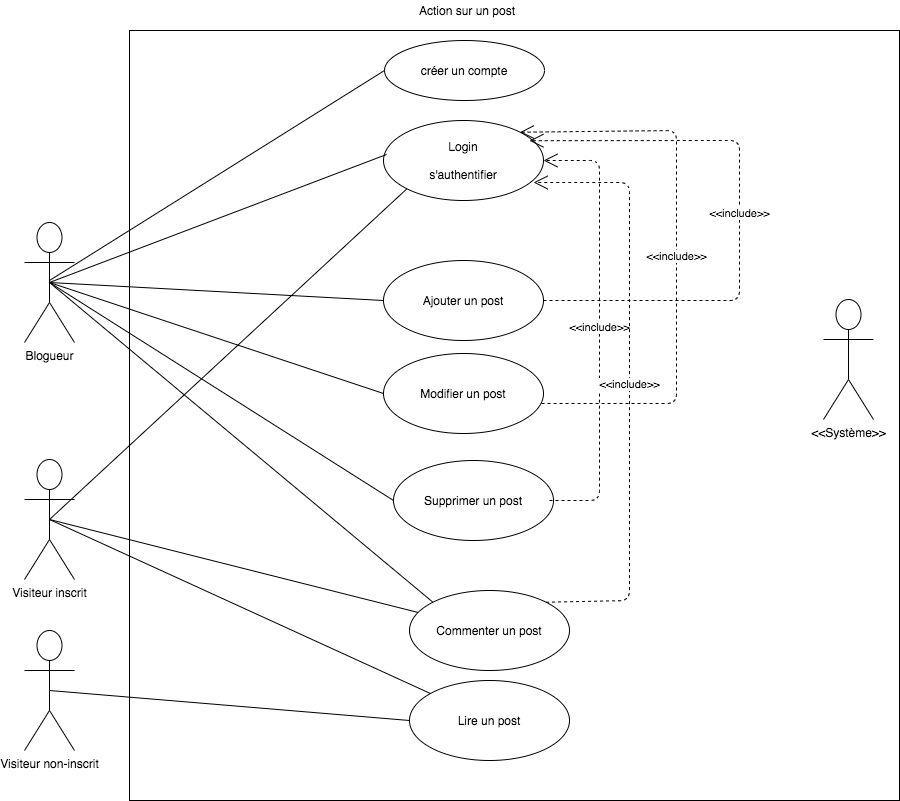 Action sur un post
créer un compte
Login
s'authentifier
<<include>>
<<include>>
Ajouter un post
<<include>>
Blogueur
<<include>>
Modifier un post
<<Système>>
Supprimer un post
Visiteur inscrit
Commenter un post
Lire un post
Visiteur non-inscrit